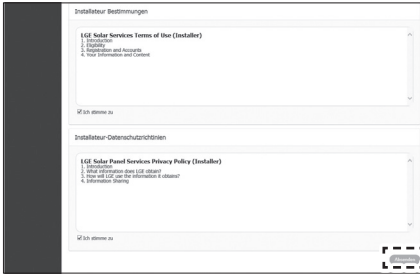 Installateur Bestimmungen
LGE Solar Services Terms of Use (Installer)
1. Introduction
2. Eligibility
3. Registration and Accounts
4. Your Information and Content
Ich stimme zu
Installateur-Datenschutzrichtlinien
LGE Solar Panel Services Privacy Policy (Installer)
1. Introduction
2. What information does LGE obtain?
3. How will LGE use the information it obtains?
4. Information Sharing
Ich stimme zu